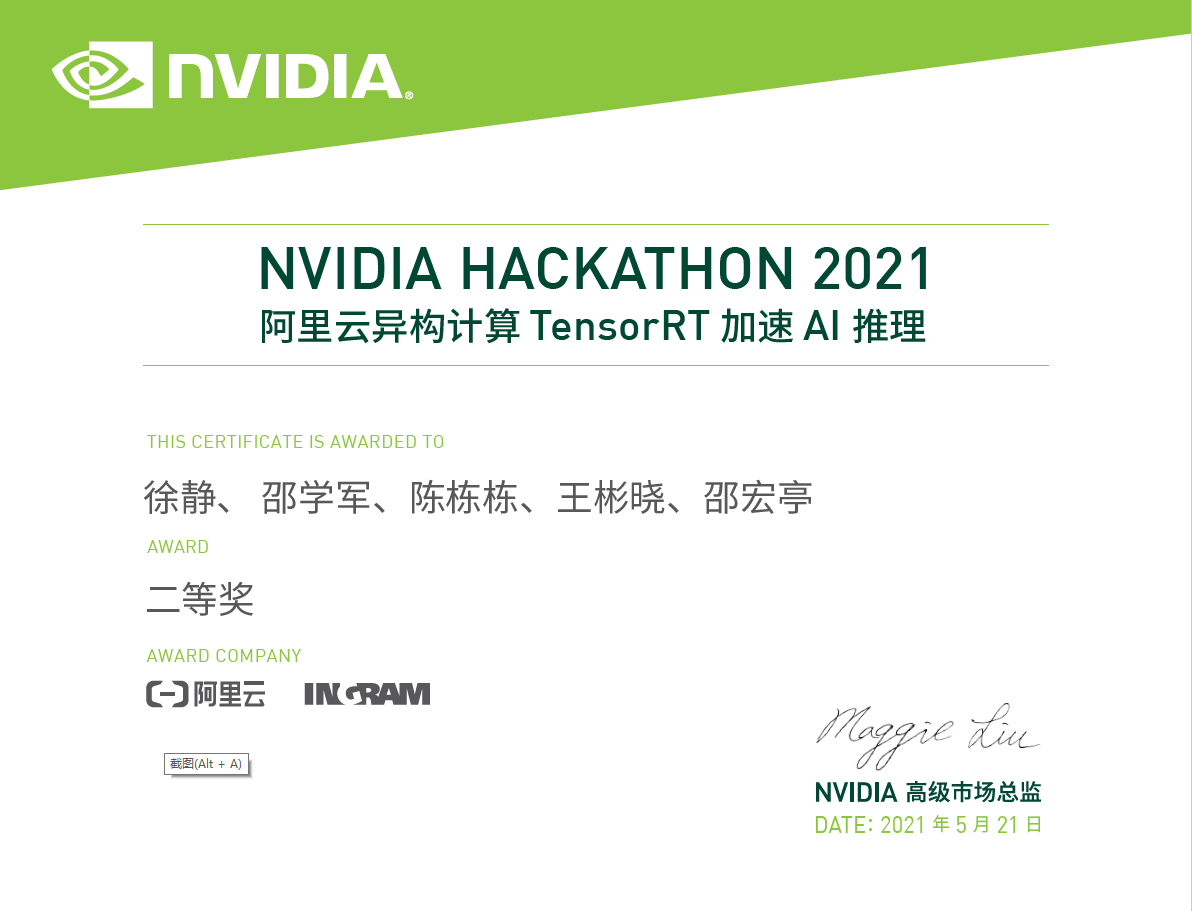 NVIDIA®
NVIDIA HACKATHON 2021
阿里云异构计算 TensorRT 加速 AI 推理
THIS CERTIFICATE IS AWARDED TO
徐静、 邵学军、陈栋栋、王彬晓、邵宏亭
AWARD
二等奖
AWARD COMPANY
阿里云 INGRAM
截图(Alt + A)
Maggie Liu
NVIDIA 高级市场总监
DATE: 2021 年 5 月 21 日